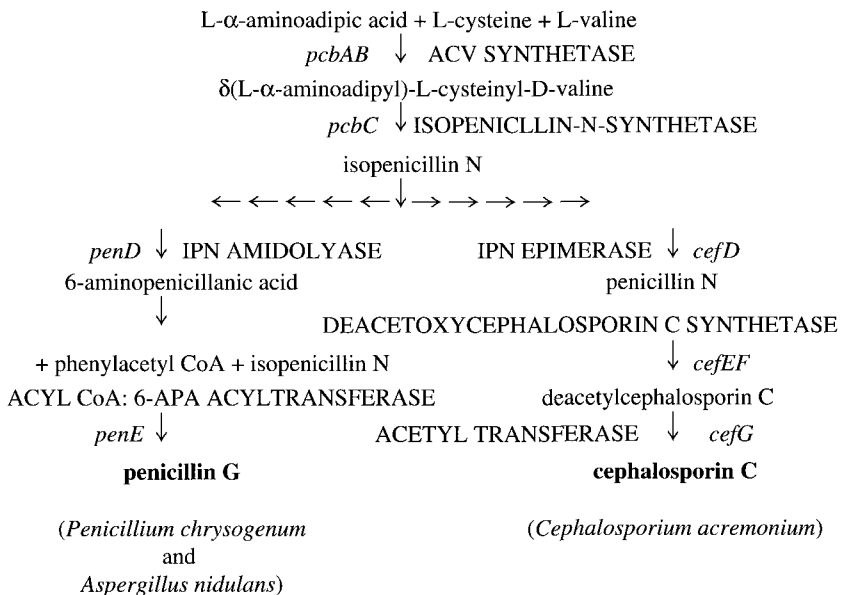 L-α-aminoadipic acid + L-cysteine + L-valine
pcbAB ↓ ACV SYNTHETASE
δ(L-α-aminoadipyl)-L-cysteinyl-D-valine
pcbC ↓ ISOPENICLLIN-N-SYNTHETASE
isopenicillin N
penD ↓ IPN AMIDOLYASE IPN EPIMERASE ↓ cefD
6-aminopenicillanic acid penicillin N
DEACETOXYCEPHALOSPORIN C SYNTHETASE
+ phenylacetyl CoA + isopenicillin N ↓ cefEF
ACYL CoA: 6-APA ACYLTRANSFERASE deacetylcephalosporin C
penE ↓ ACETYL TRANSFERASE ↓ cefG
penicillin G cephalosporin C
(Penicillium chrysogenum (Cephalosporium acremonium)
and
Aspergillus nidulans)